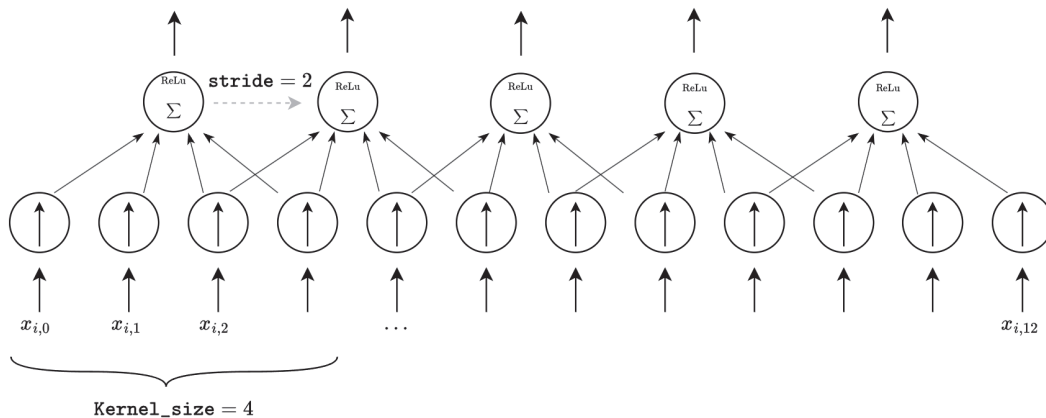 ReLu stride = 2 ReLu ReLu ReLu ReLu
Σ Σ Σ Σ Σ
x_{i,0} x_{i,1} x_{i,2} ... x_{i,12}
Kernel_size = 4